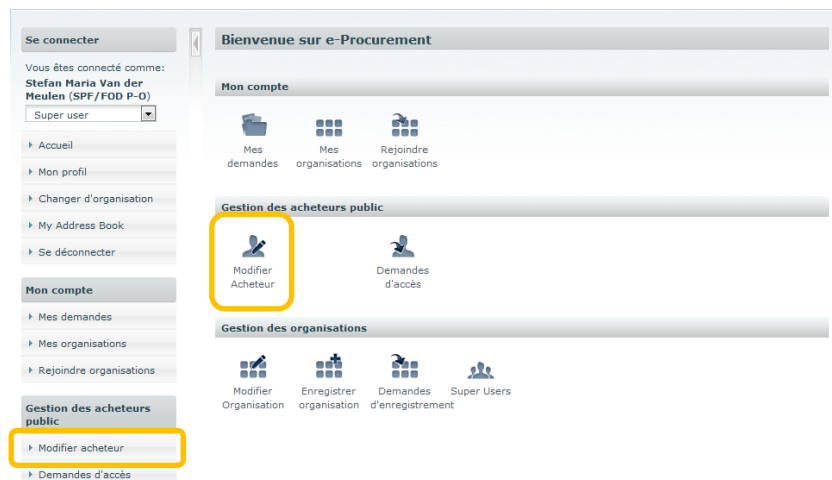 Se connecter
Vous êtes connecté comme:
Stefan Maria Van der
Meulen (SPF/FOD P-O)
Super user
Accueil
Mon profil
Changer d'organisation
My Address Book
Se déconnecter
Mon compte
Mes demandes
Mes organisations
Rejoindre organisations
Gestion des acheteurs
public
Modifier acheteur
Demandes d'accès
Bienvenue sur e-Procurement
Mon compte
Mes
demandes
Mes
organisations
Rejoindre
organisations
Gestion des acheteurs public
Modifier
Acheteur
Demandes
d'accès
Gestion des organisations
Modifier
Organisation
Enregistrer
organisation
Demandes
d'enregistrement
Super Users